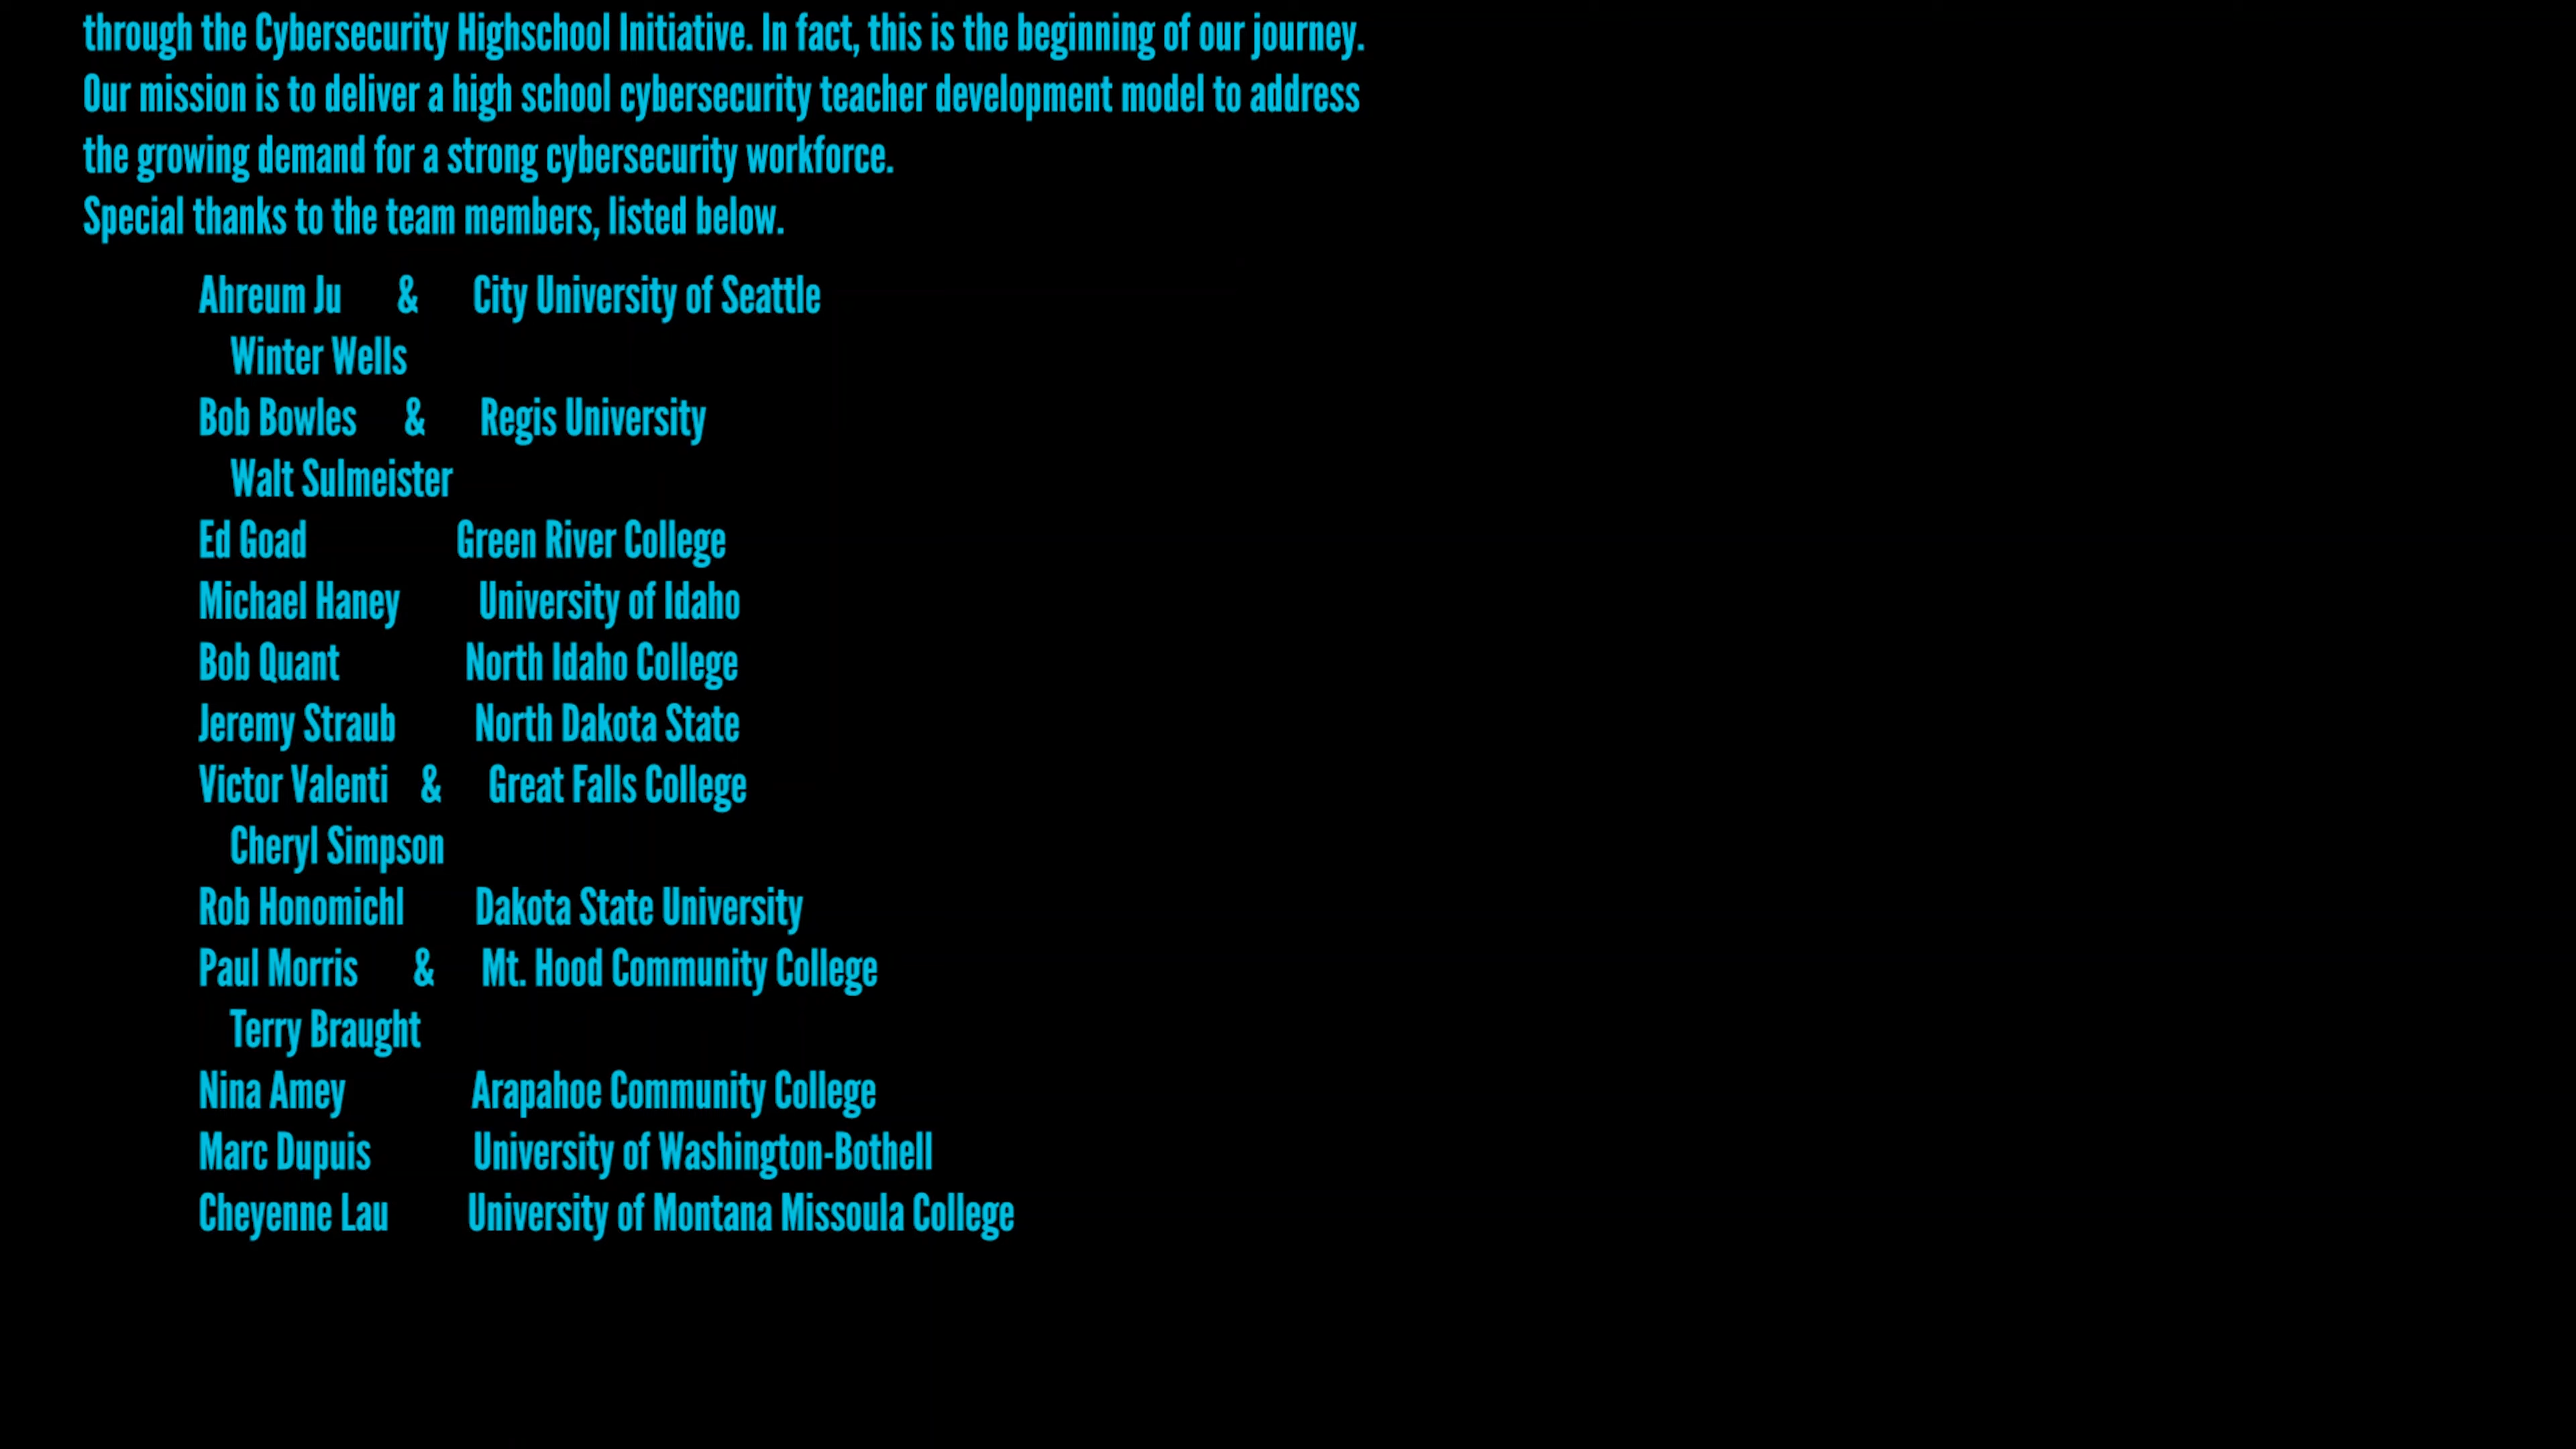 through the Cybersecurity Highschool Initiative. In fact, this is the beginning of our journey.
Our mission is to deliver a high school cybersecurity teacher development model to address
the growing demand for a strong cybersecurity workforce.
Special thanks to the team members, listed below.
Ahreum Ju & City University of Seattle
Winter Wells
Bob Bowles & Regis University
Walt Sulmeister
Ed Goad Green River College
Michael Haney University of Idaho
Bob Quant North Idaho College
Jeremy Straub North Dakota State
Victor Valenti & Great Falls College
Cheryl Simpson
Rob Honomichl Dakota State University
Paul Morris & Mt. Hood Community College
Terry Braught
Nina Amey Arapahoe Community College
Marc Dupuis University of Washington-Bothell
Cheyenne Lau University of Montana Missoula College